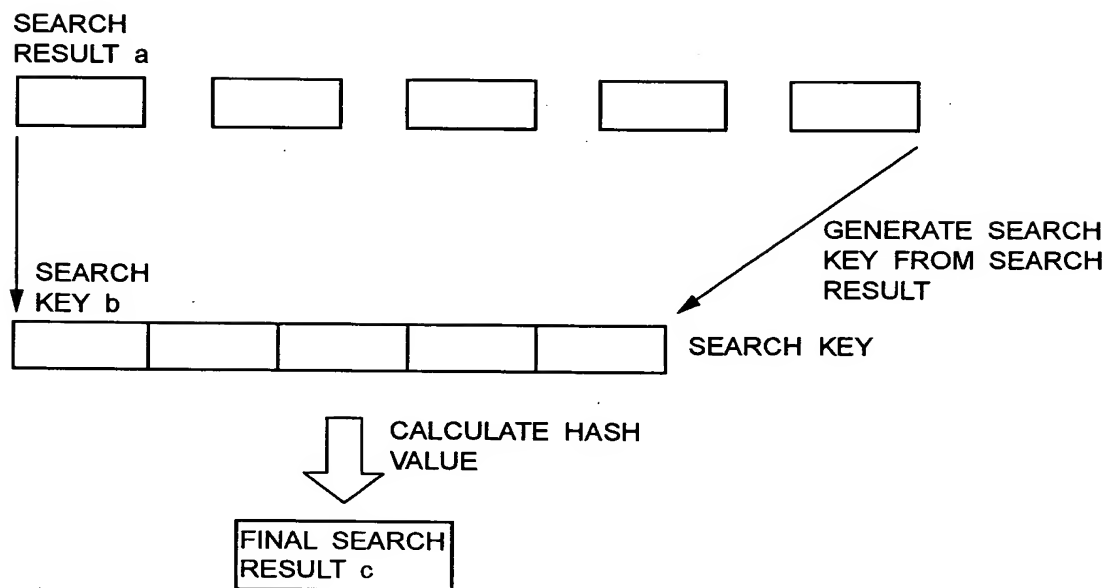 SEARCH
RESULT a
GENERATE SEARCH
KEY FROM SEARCH
RESULT
SEARCH
KEY b
SEARCH KEY
CALCULATE HASH
VALUE
FINAL SEARCH
RESULT c